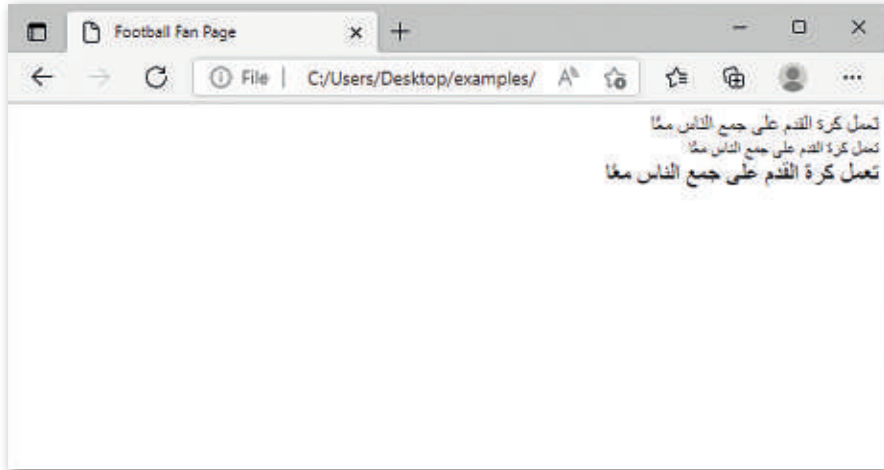 Football Fan Page
File
C:/Users/Desktop/examples/
تعمل كرة القدم على جمع الناس معًا
تعمل كرة القدم على جمع الناس معًا
تعمل كرة القدم على جمع الناس معًا